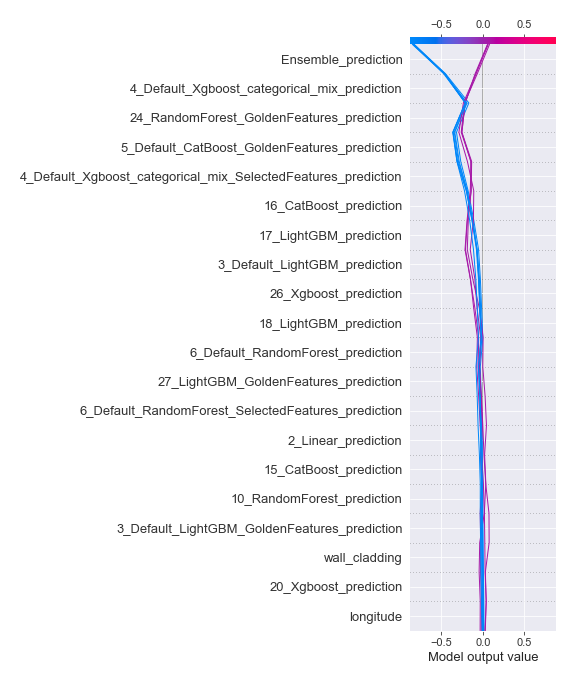 −0.5 0.0 0.5
Ensemble_prediction
4_Default_Xgboost_categorical_mix_prediction
24_RandomForest_GoldenFeatures_prediction
5_Default_CatBoost_GoldenFeatures_prediction
4_Default_Xgboost_categorical_mix_SelectedFeatures_prediction
16_CatBoost_prediction
17_LightGBM_prediction
3_Default_LightGBM_prediction
26_Xgboost_prediction
18_LightGBM_prediction
6_Default_RandomForest_prediction
27_LightGBM_GoldenFeatures_prediction
6_Default_RandomForest_SelectedFeatures_prediction
2_Linear_prediction
15_CatBoost_prediction
10_RandomForest_prediction
3_Default_LightGBM_GoldenFeatures_prediction
wall_cladding
20_Xgboost_prediction
longitude
−0.5 0.0 0.5
Model output value